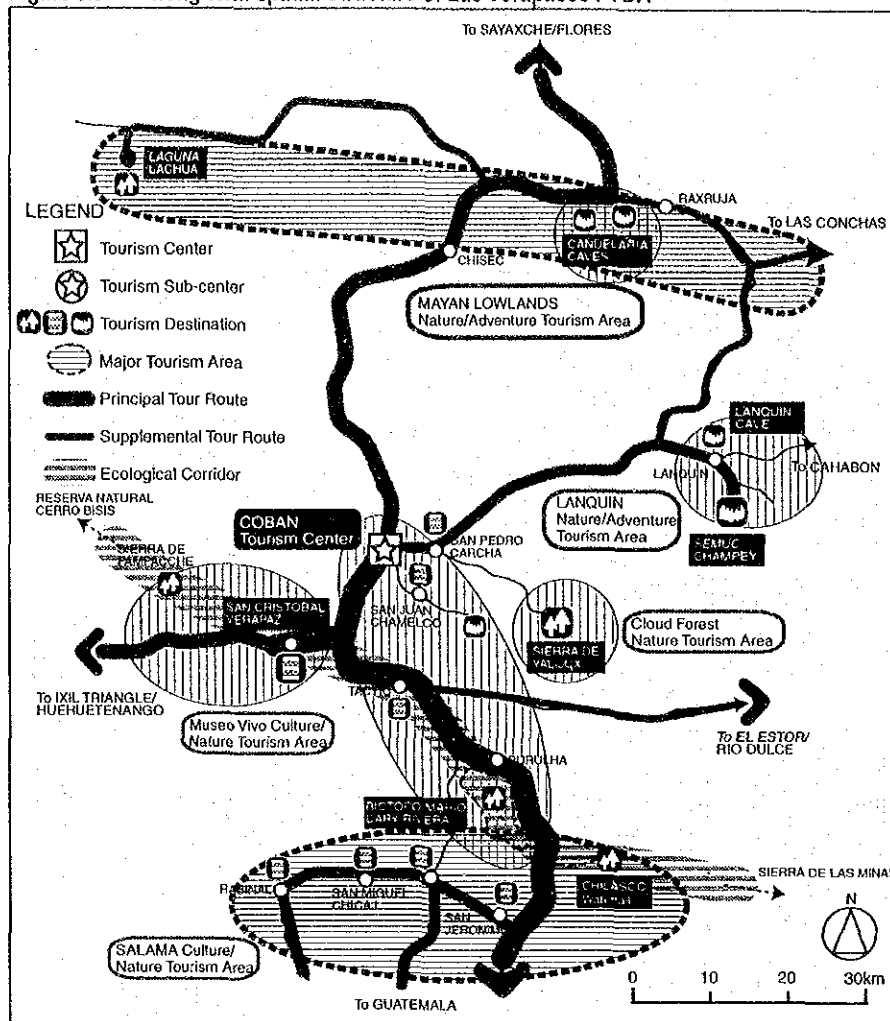 To SAYAXCHE/FLORES
LAGUNA
LACHUA
LEGEND
Tourism Center
Tourism Sub-center
Tourism Destination
Major Tourism Area
Principal Tour Route
Supplemental Tour Route
Ecological Corridor
RAXRUJA
To LAS CONCHAS
CANDELARIA
CAVES
CHISEC
MAYAN LOWLANDS
Nature/Adventure Tourism Area
LANQUIN
CAVE
LANQUIN
To CAHABON
SEMUC
CHAMPEY
LANQUIN
Nature/Adventure
Tourism Area
RESERVA NATURAL
CERRO BISIS
SIERRA DE
COBAN
Tourism Center
SAN PEDRO
CARCHA
SAN JUAN
CHAMELCO
SAN CRISTOBAL
VERAPAZ
Cloud Forest
Nature Tourism Area
SIERRA DE
To IXIL TRIANGLE/
HUEHUETENANGO
Museo Vivo Culture/
Nature Tourism Area
To EL ESTOR/
RIO DULCE
SIERRA DE LAS MINAS
CHILASCO
SAN MIGUEL
CHICAJ
SAN
SALAMA Culture/
Nature Tourism Area
To GUATEMALA
N
0 10 20 30km